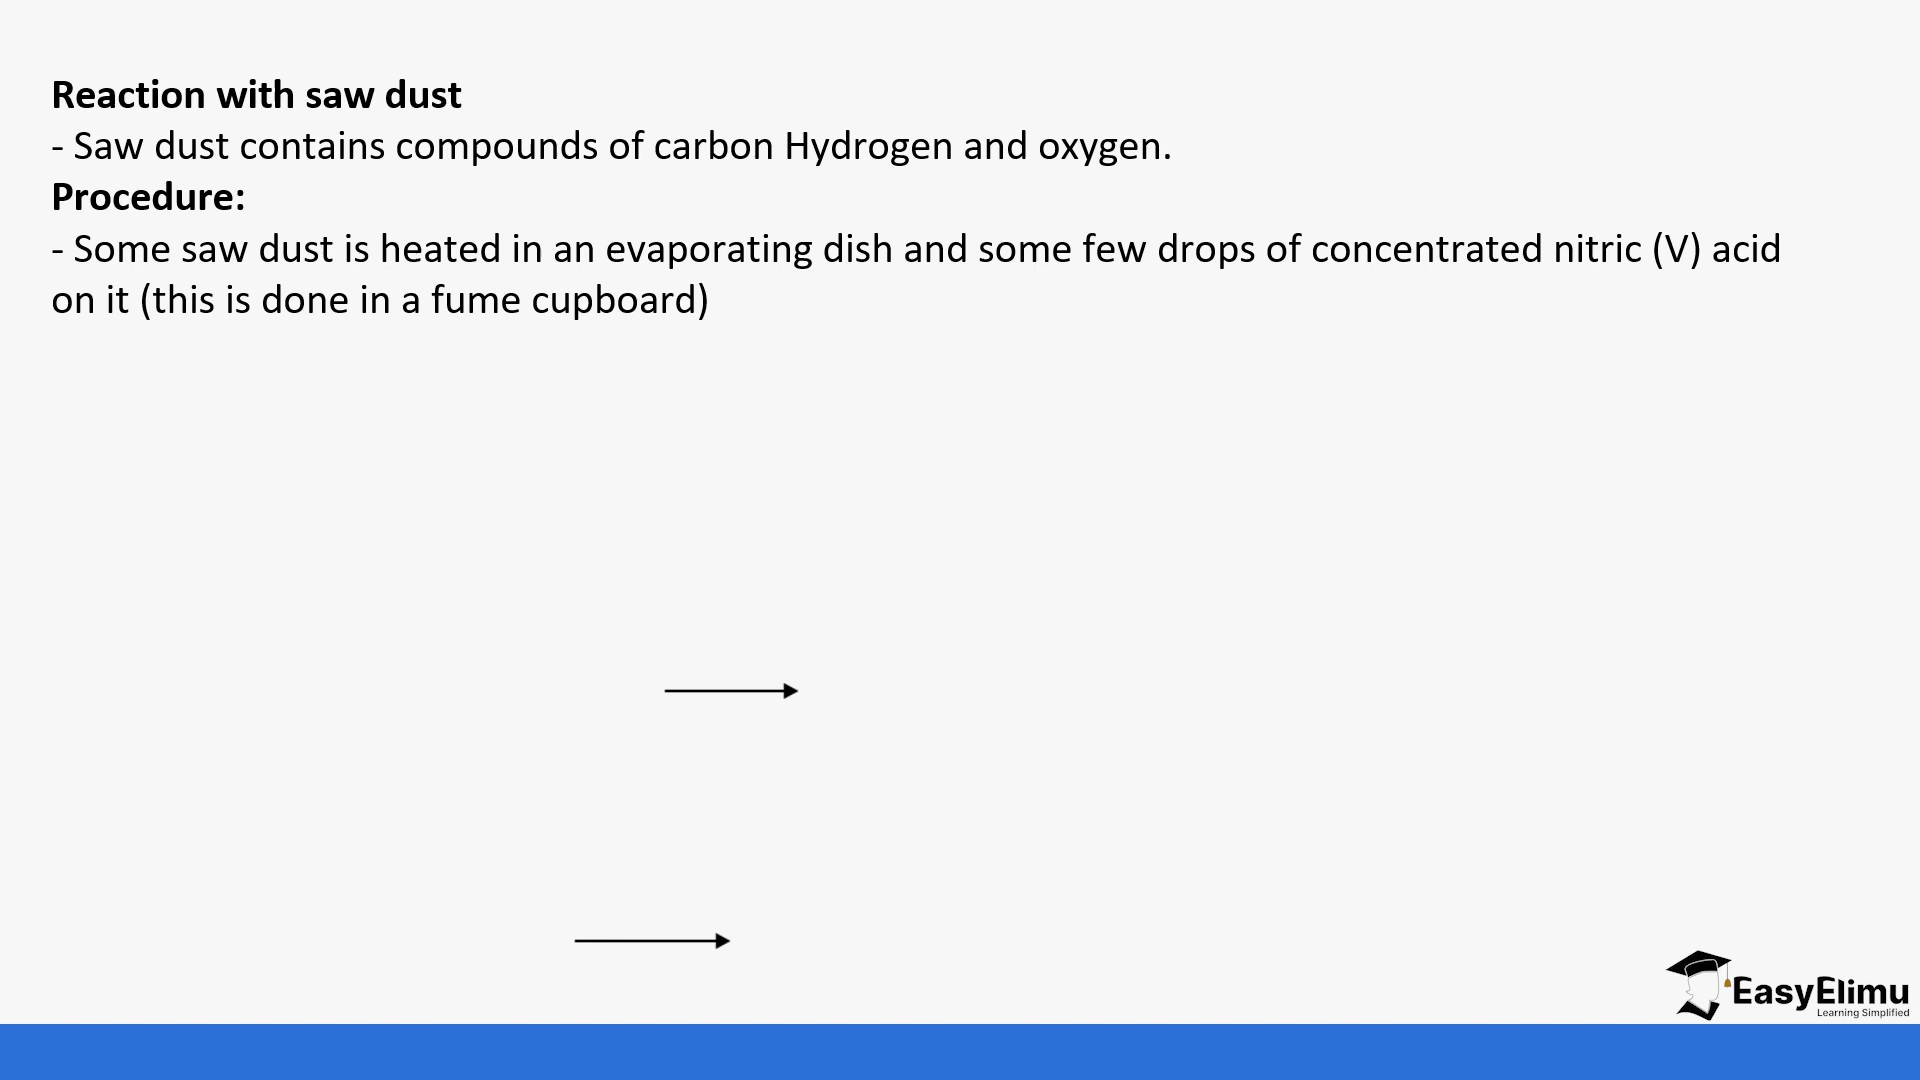 Reaction with saw dust
- Saw dust contains compounds of carbon Hydrogen and oxygen.
Procedure:
- Some saw dust is heated in an evaporating dish and some few drops of concentrated nitric (V) acid
on it (this is done in a fume cupboard)
EasyElimu
Learning Simplified